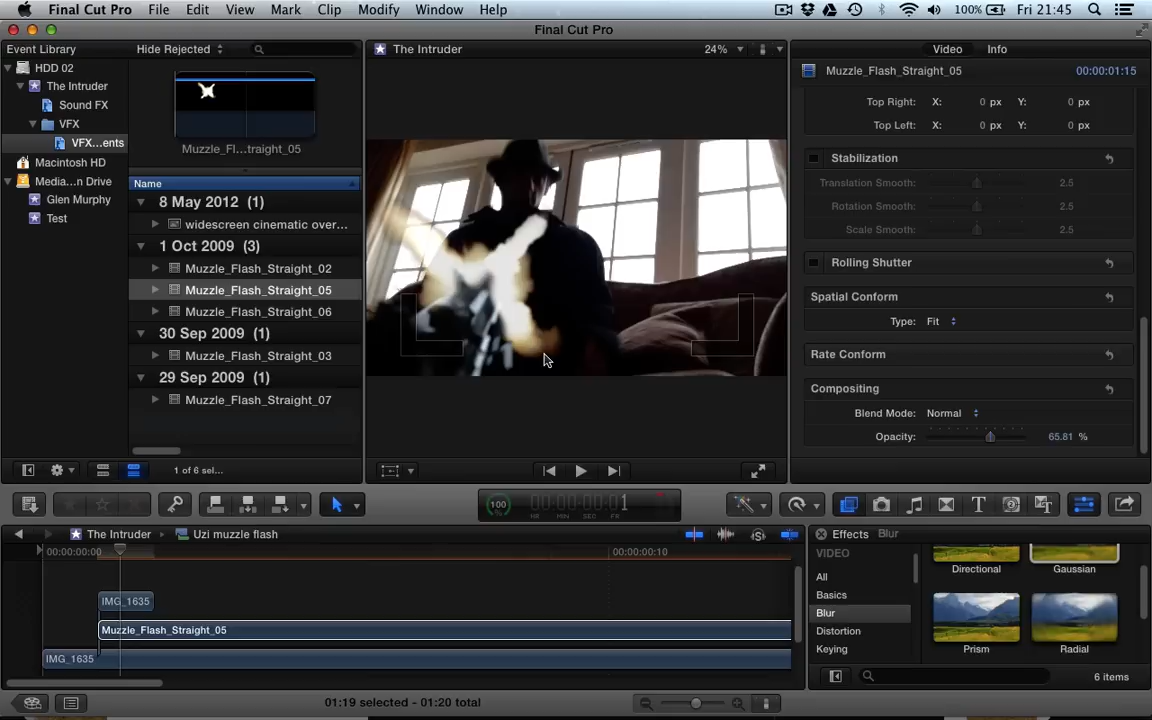 Final Cut Pro File Edit View Mark Clip Modify Window Help 100% Fri 21:45
Final Cut Pro
Event Library Hide Rejected The Intruder 24% Video Info
HDD 02
The Intruder
Sound FX
VFX
VFX...ents
Macintosh HD
Media...n Drive
Glen Murphy
Test
Muzzle_Fl...traight_05
Name
8 May 2012 (1)
widescreen cinematic over...
1 Oct 2009 (3)
Muzzle_Flash_Straight_02
Muzzle_Flash_Straight_05
Muzzle_Flash_Straight_06
30 Sep 2009 (1)
Muzzle_Flash_Straight_03
29 Sep 2009 (1)
Muzzle_Flash_Straight_07
1 of 6 sel...
Muzzle_Flash_Straight_05 00:00:01:15
Top Right: X: 0 px Y: 0 px
Top Left: X: 0 px Y: 0 px
Stabilization
Translation Smooth: 2.5
Rotation Smooth: 2.5
Scale Smooth: 2.5
Rolling Shutter
Spatial Conform
Type: Fit
Rate Conform
Compositing
Blend Mode: Normal
Opacity: 65.81 %
100 00:00:00:01
HR MIN SEC FR
The Intruder Uzi muzzle flash
00:00:00:00 00:00:00:10
IMG_1635
Muzzle_Flash_Straight_05
IMG_1635
01:19 selected - 01:20 total
Effects Blur
VIDEO
All
Basics
Blur
Distortion
Keying
Directional Gaussian
Prism Radial
6 items